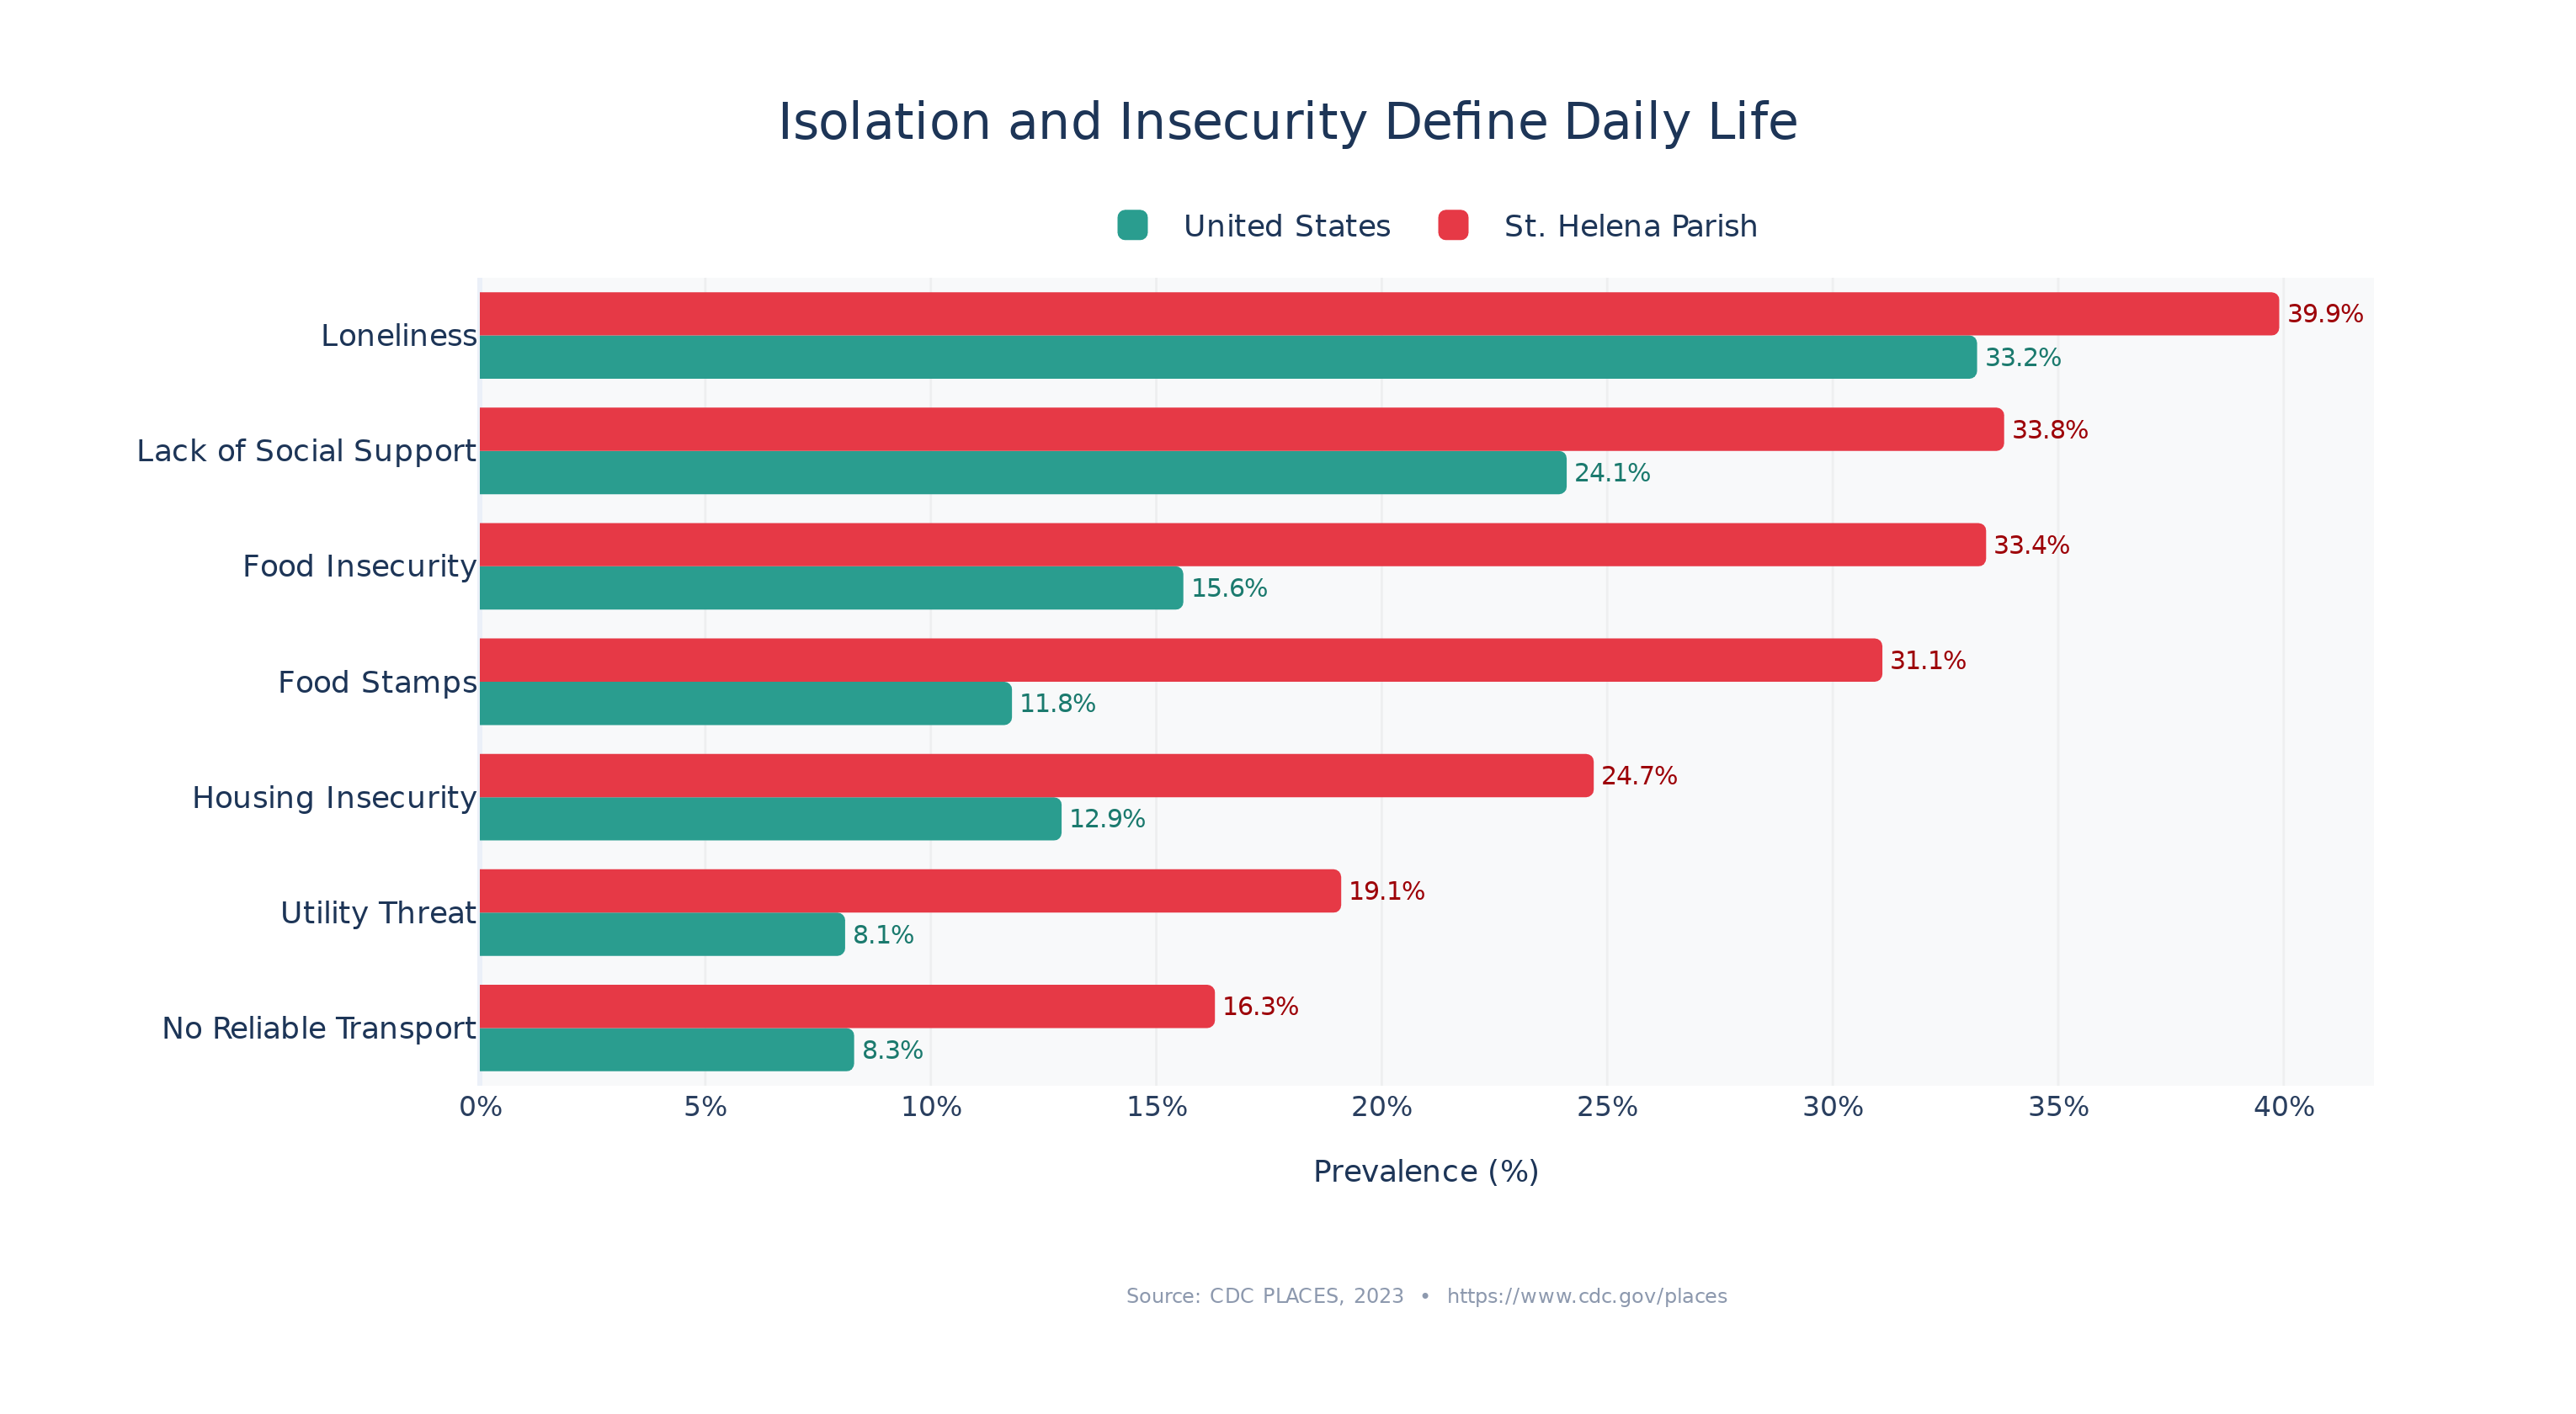 Isolation and Insecurity Define Daily Life
United States St. Helena Parish
Loneliness
39.9%
33.2%
Lack of Social Support
33.8%
24.1%
Food Insecurity
33.4%
15.6%
Food Stamps
31.1%
11.8%
Housing Insecurity
24.7%
12.9%
Utility Threat
19.1%
8.1%
No Reliable Transport
16.3%
8.3%
0% 5% 10% 15% 20% 25% 30% 35% 40%
Prevalence (%)
Source: CDC PLACES, 2023 • https://www.cdc.gov/places